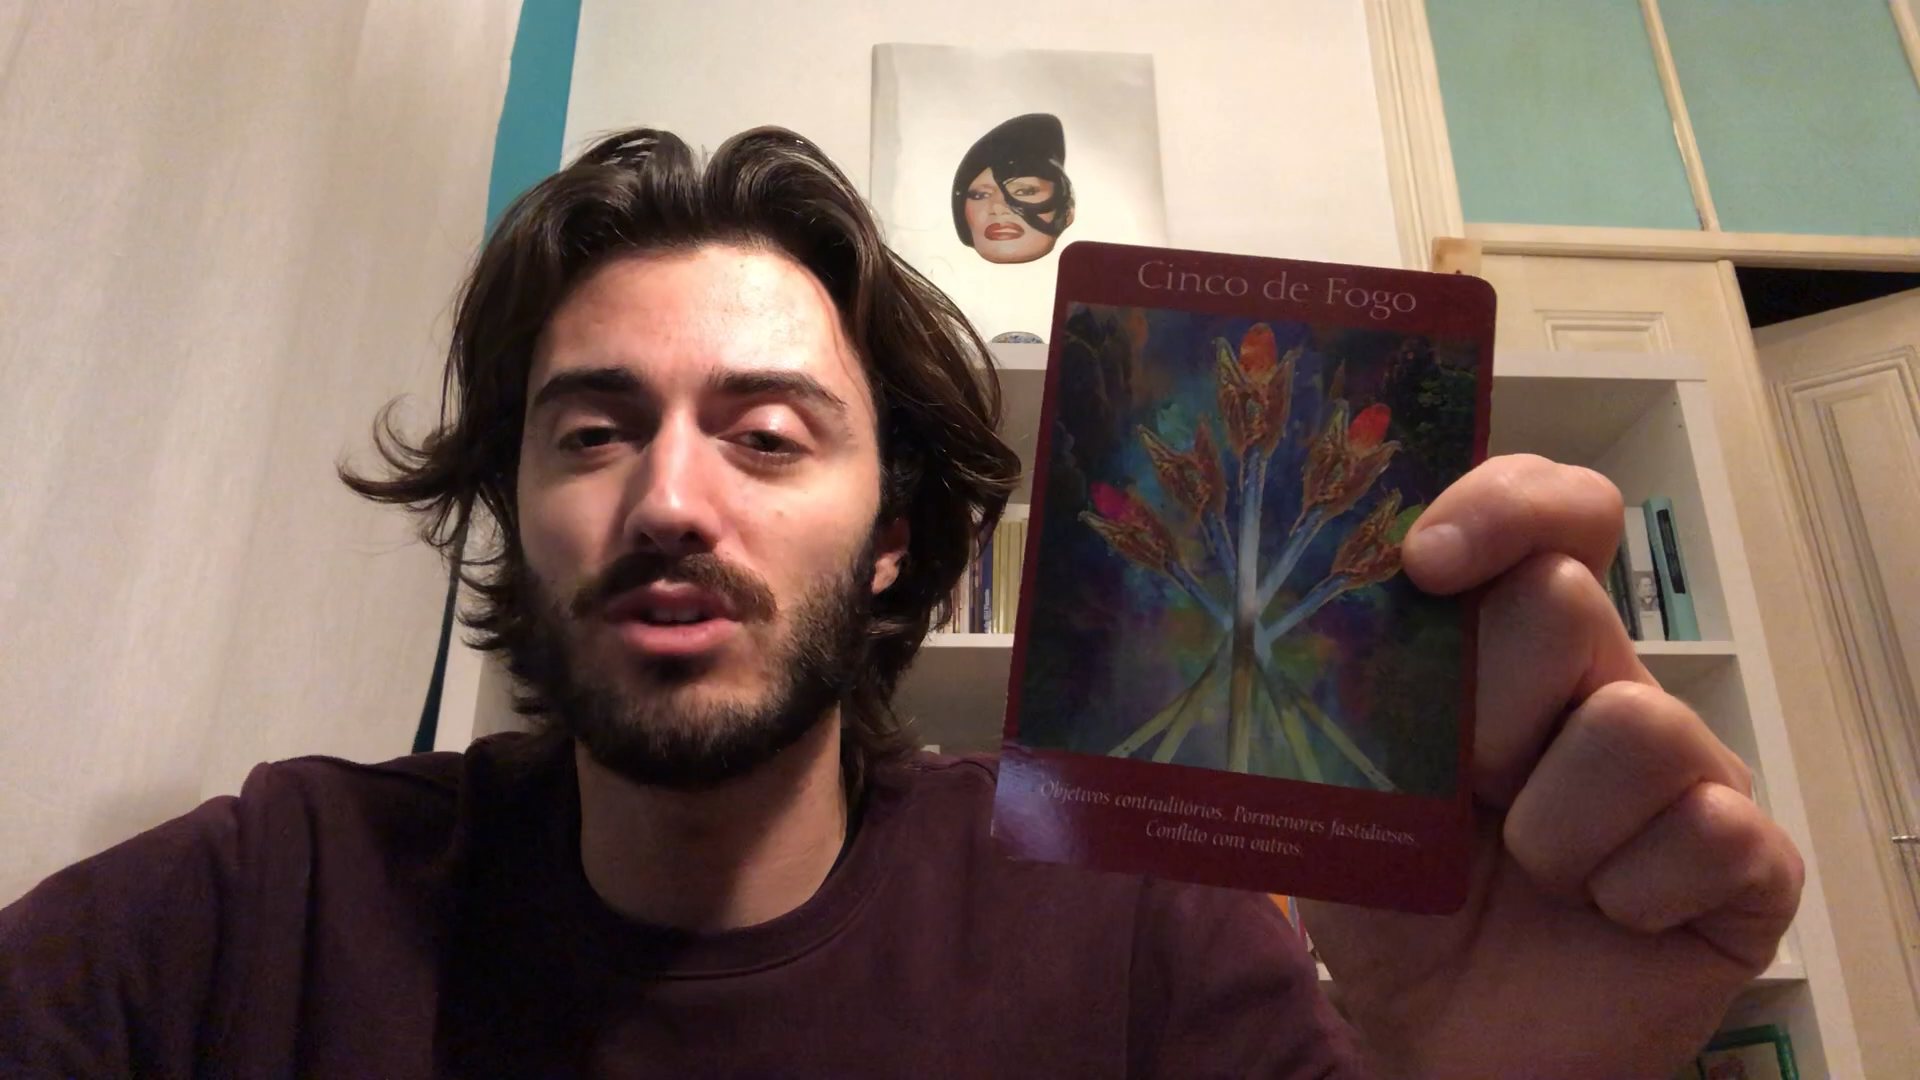 Cinco de Fogo
Objetivos contraditórios. Pormenores fastidiosos.
Conflito com outros.